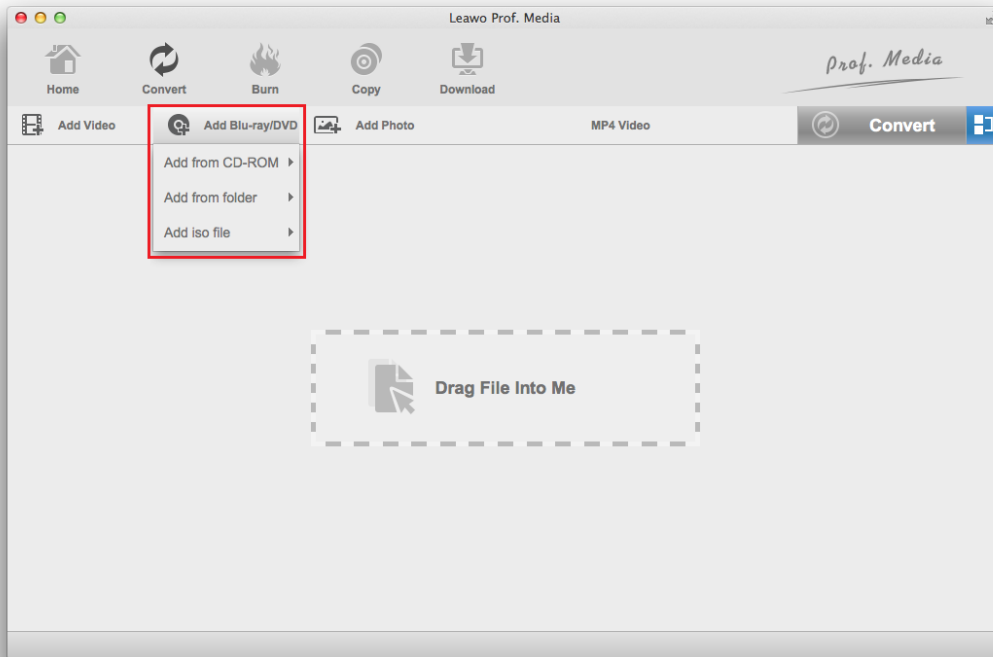 Leawo Prof. Media
Home Convert Burn Copy Download
Prof. Media
Add Video Add Blu-ray/DVD Add Photo MP4 Video Convert
Add from CD-ROM
Add from folder
Add iso file
Drag File Into Me